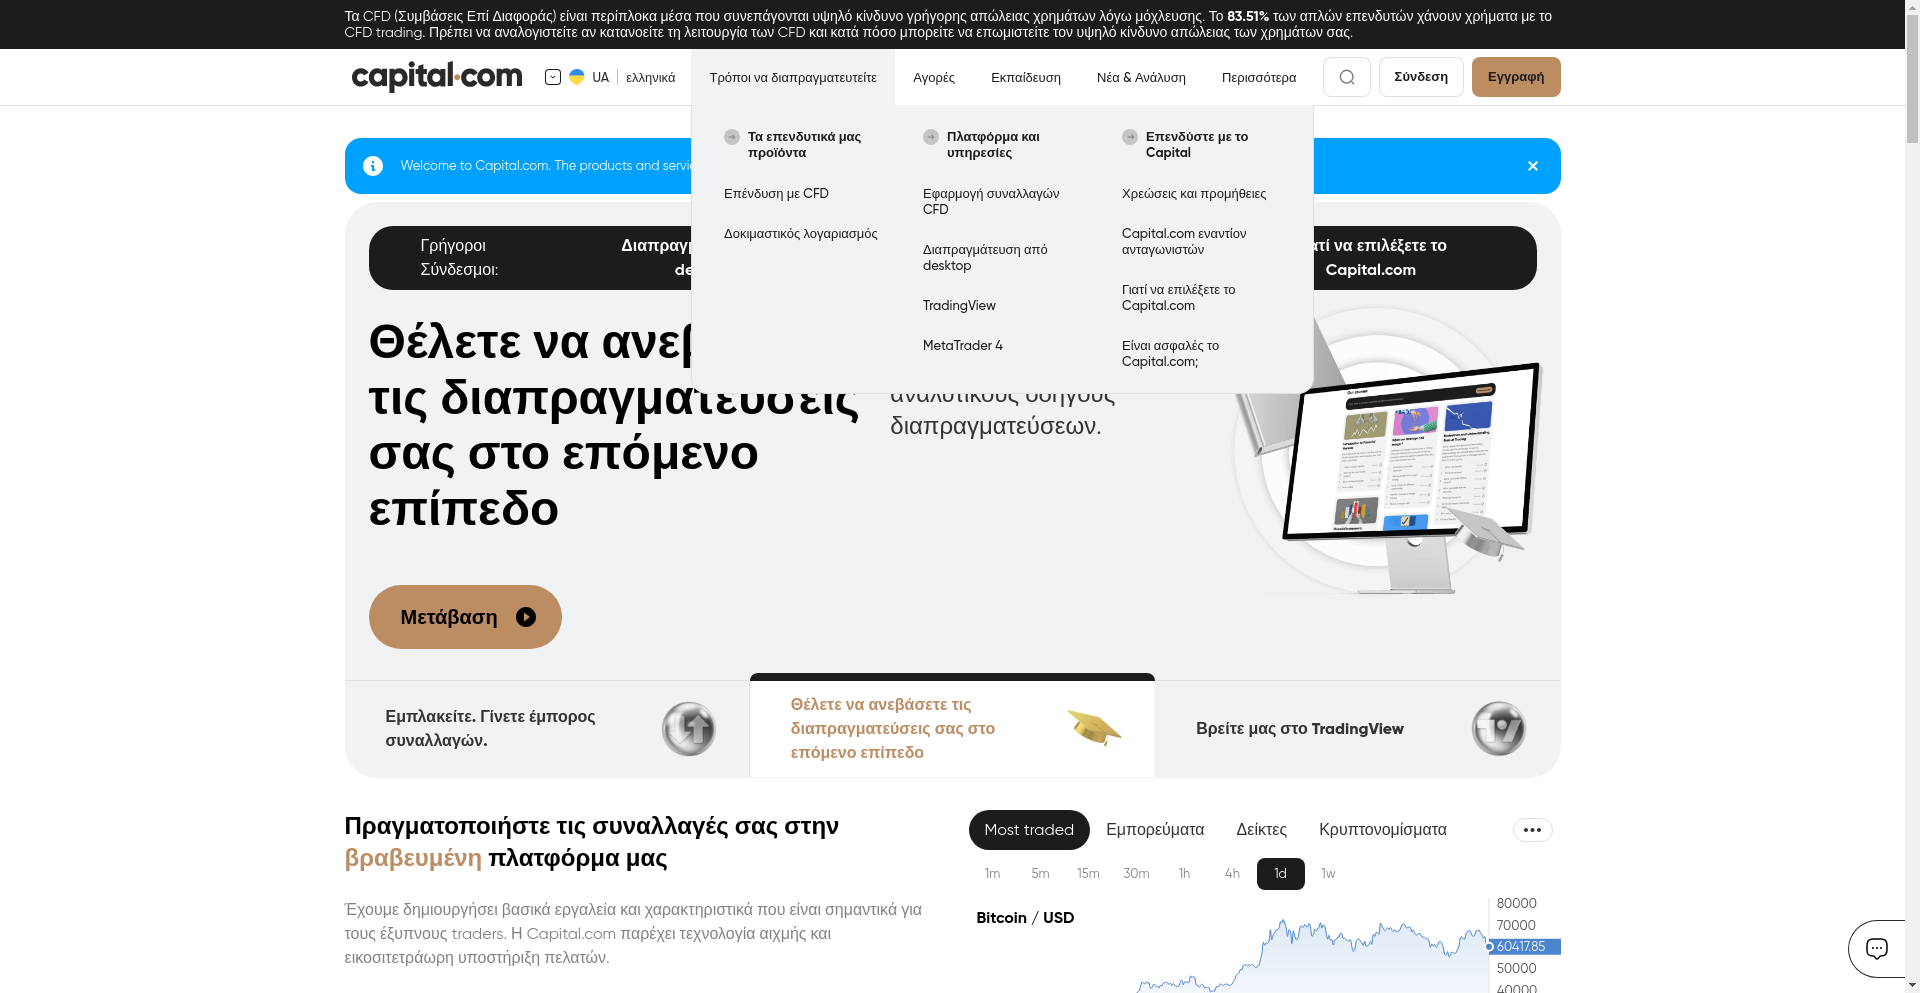 Τα CFD (Συμβάσεις Επί Διαφοράς) είναι περίπλοκα μέσα που συνεπάγονται υψηλό κίνδυνο γρήγορης απώλειας χρημάτων λόγω μόχλευσης. Το 83.51% των απλών επενδυτών χάνουν χρήματα με το
CFD trading. Πρέπει να αναλογιστείτε αν κατανοείτε τη λειτουργία των CFD και κατά πόσο μπορείτε να επωμιστείτε τον υψηλό κίνδυνο απώλειας των χρημάτων σας.
capital.com UA ελληνικά Τρόποι να διαπραγματευτείτε Αγορές Εκπαίδευση Νέα & Ανάλυση Περισσότερα Σύνδεση Εγγραφή
Τα επενδυτικά μας
προϊόντα
Επένδυση με CFD
Δοκιμαστικός λογαριασμός
Πλατφόρμα και
υπηρεσίες
Εφαρμογή συναλλαγών
CFD
Διαπραγμάτευση από
desktop
TradingView
MetaTrader 4
Επενδύστε με το
Capital
Χρεώσεις και προμήθειες
Capital.com εναντίον
ανταγωνιστών
Γιατί να επιλέξετε το
Capital.com
Είναι ασφαλές το
Capital.com;
Welcome to Capital.com. The products and
Γρήγοροι
Σύνδεσμοι:
να επιλέξετε το
Capital.com
Θέλετε να
τις διαπραγματεύσεις
σας στο επόμενο
επίπεδο
αναλυτικούς οδηγούς
διαπραγματεύσεων.
Μετάβαση
Εμπλακείτε. Γίνετε έμπορος
συναλλαγών.
Θέλετε να ανεβάσετε τις
διαπραγματεύσεις σας στο
επόμενο επίπεδο
Βρείτε μας στο TradingView
Πραγματοποιήστε τις συναλλαγές σας στην
βραβευμένη πλατφόρμα μας
Έχουμε δημιουργήσει βασικά εργαλεία και χαρακτηριστικά που είναι σημαντικά για
τους έξυπνους traders. Η Capital.com παρέχει τεχνολογία αιχμής και
εικοσιτετράωρη υποστήριξη πελατών.
Most traded Εμπορεύματα Δείκτες Κρυπτονομίσματα
1m 5m 15m 30m 1h 4h 1d 1w
Bitcoin / USD
80000
70000
60417.85
50000
40000